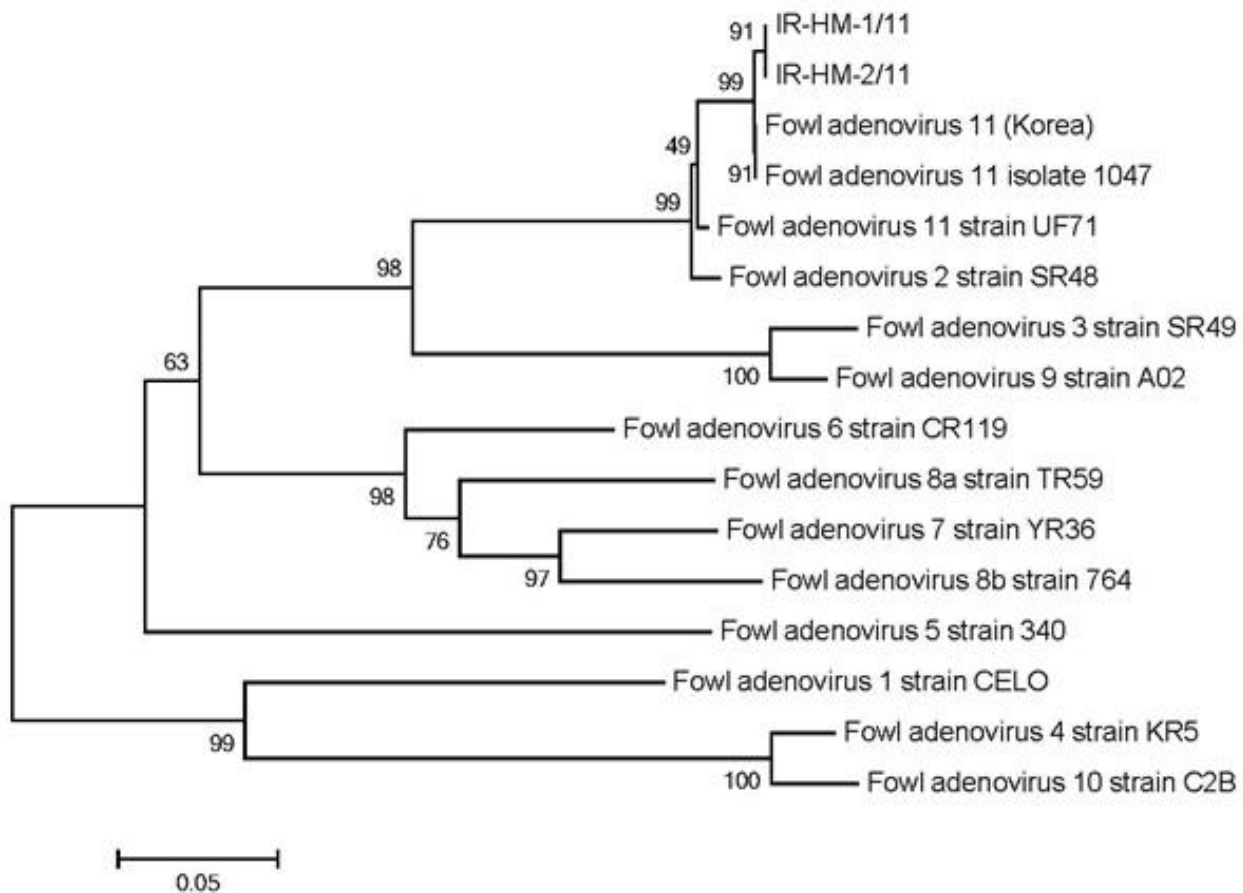 IR-HM-1/11
91
IR-HM-2/11
99
Fowl adenovirus 11 (Korea)
49
91 Fowl adenovirus 11 isolate 1047
99
Fowl adenovirus 11 strain UF71
98
Fowl adenovirus 2 strain SR48
Fowl adenovirus 3 strain SR49
63
100
Fowl adenovirus 9 strain A02
Fowl adenovirus 6 strain CR119
98
Fowl adenovirus 8a strain TR59
76
Fowl adenovirus 7 strain YR36
97
Fowl adenovirus 8b strain 764
Fowl adenovirus 5 strain 340
Fowl adenovirus 1 strain CELO
99
Fowl adenovirus 4 strain KR5
100
Fowl adenovirus 10 strain C2B
0.05